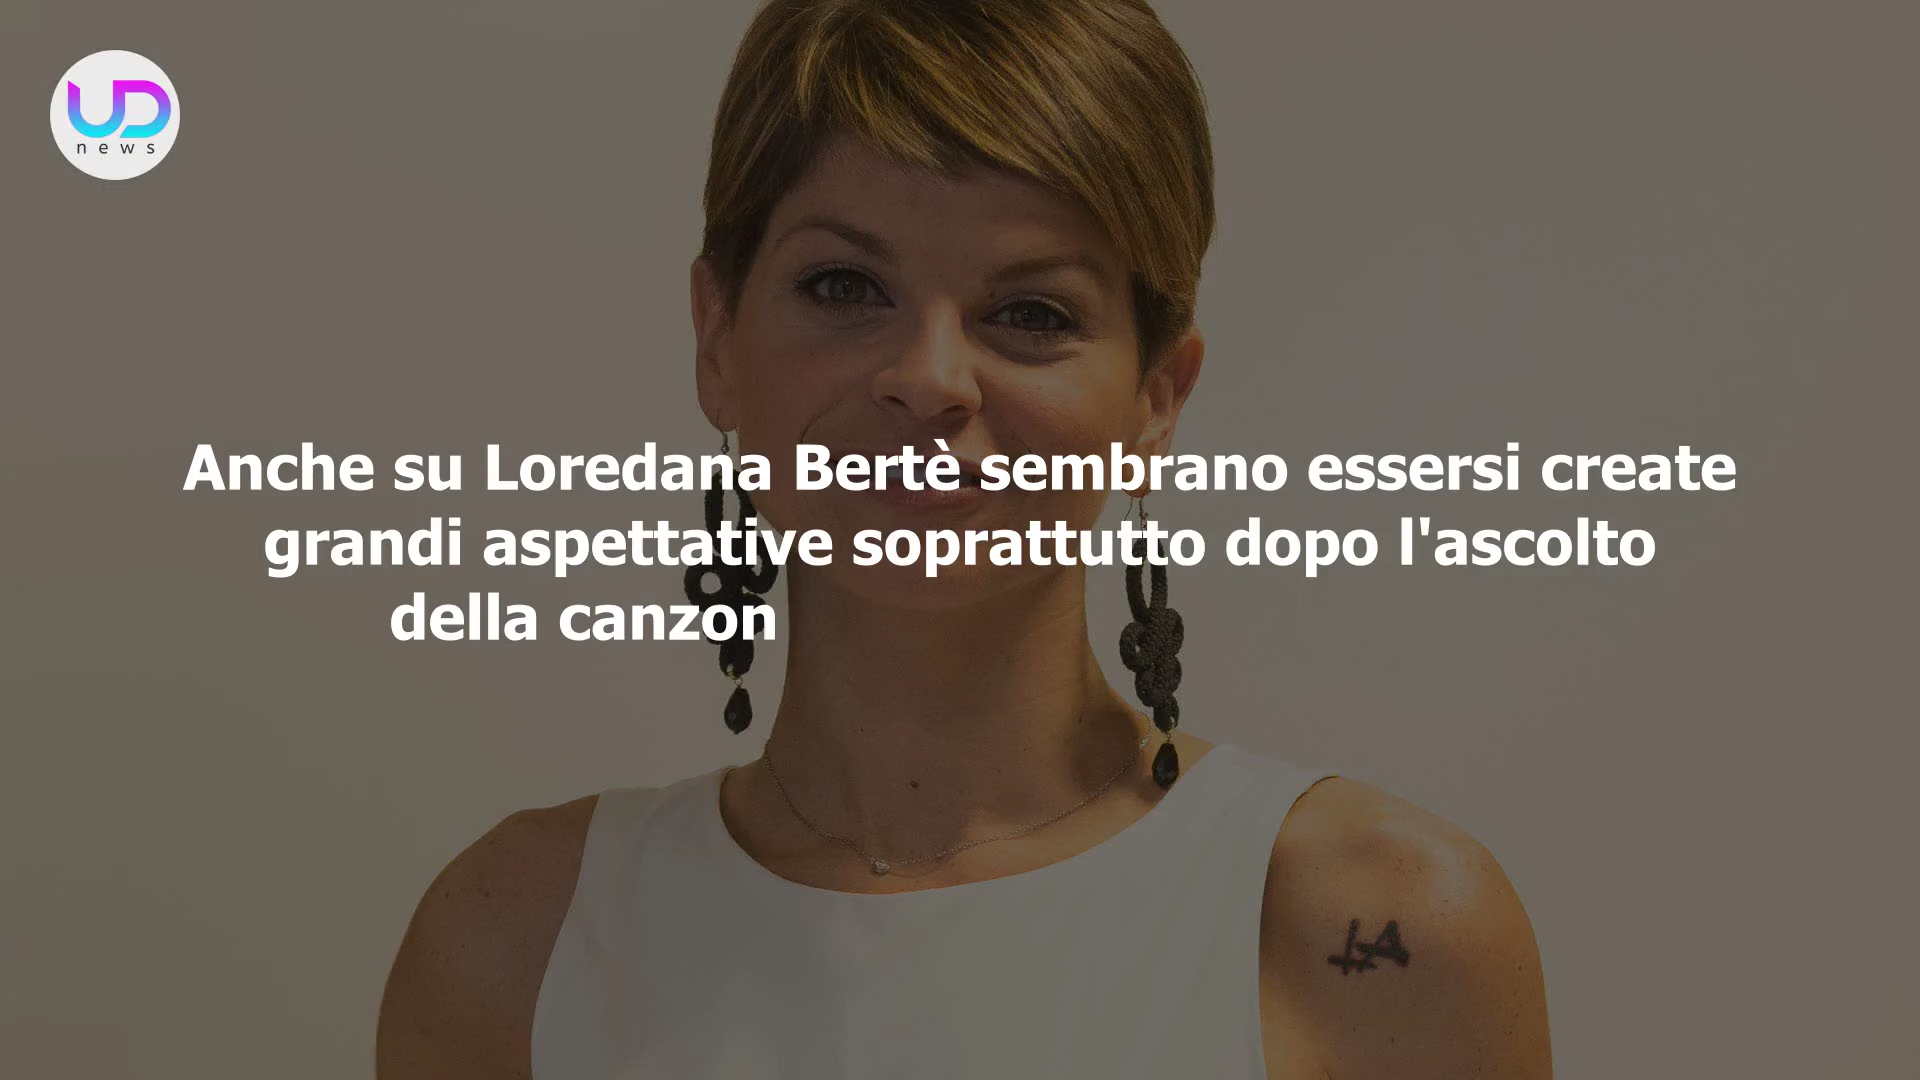 UD
news
Anche su Loredana Bertè sembrano essersi create
grandi aspettative soprattutto dopo l'ascolto
della canzon